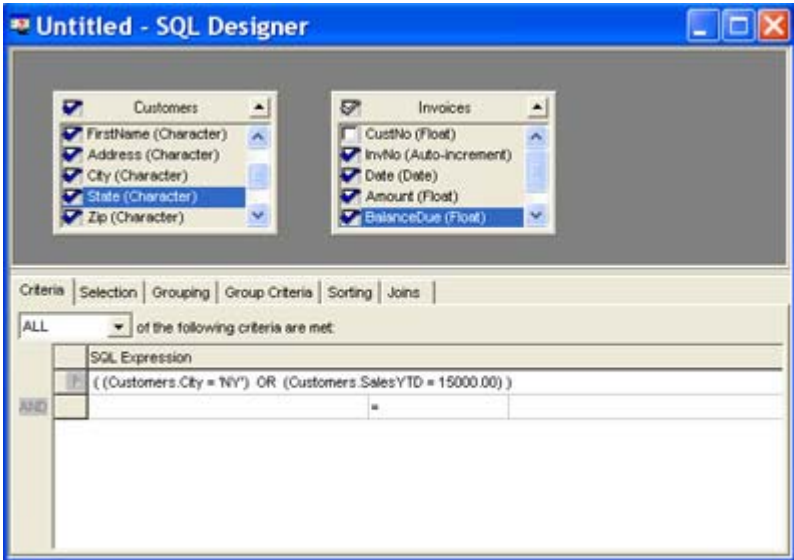 Untitled - SQL Designer
Customers
FirstName (Character)
Address (Character)
City (Character)
State (Character)
Zip (Character)
Invoices
CustNo (Float)
InvNo (Auto-increment)
Date (Date)
Amount (Float)
BalanceDue (Float)
Criteria Selection Grouping Group Criteria Sorting Joins
ALL of the following criteria are met:
SQL Expression
( (Customers.City = 'NY') OR (Customers.SalesYTD = 15000.00) )
AND =